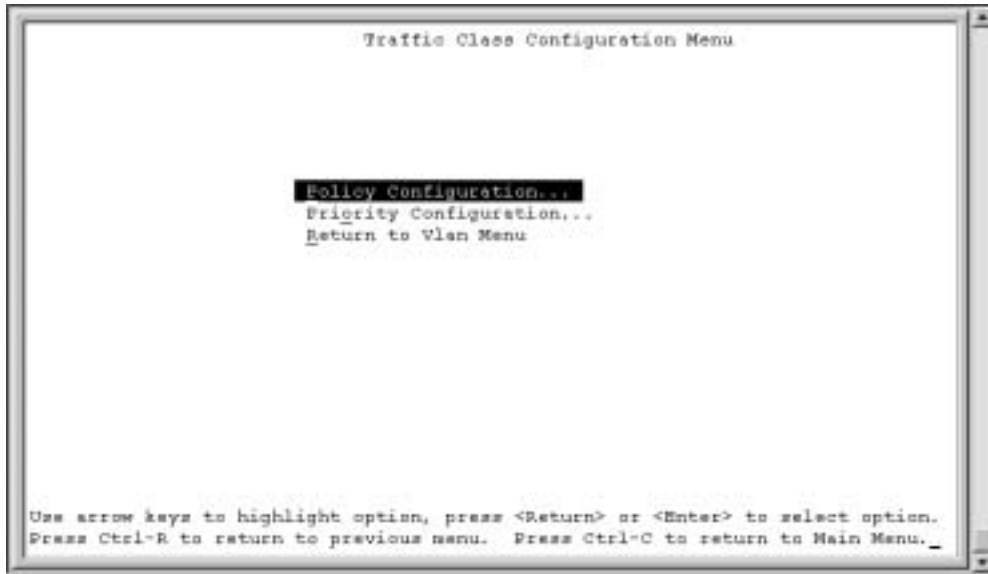 Traffic Class Configuration Menu
Policy Configuration...
Priority Configuration...
Return to Vlan Menu
Use arrow keys to highlight option, press <Return> or <Enter> to select option.
Press Ctrl-R to return to previous menu. Press Ctrl-C to return to Main Menu._